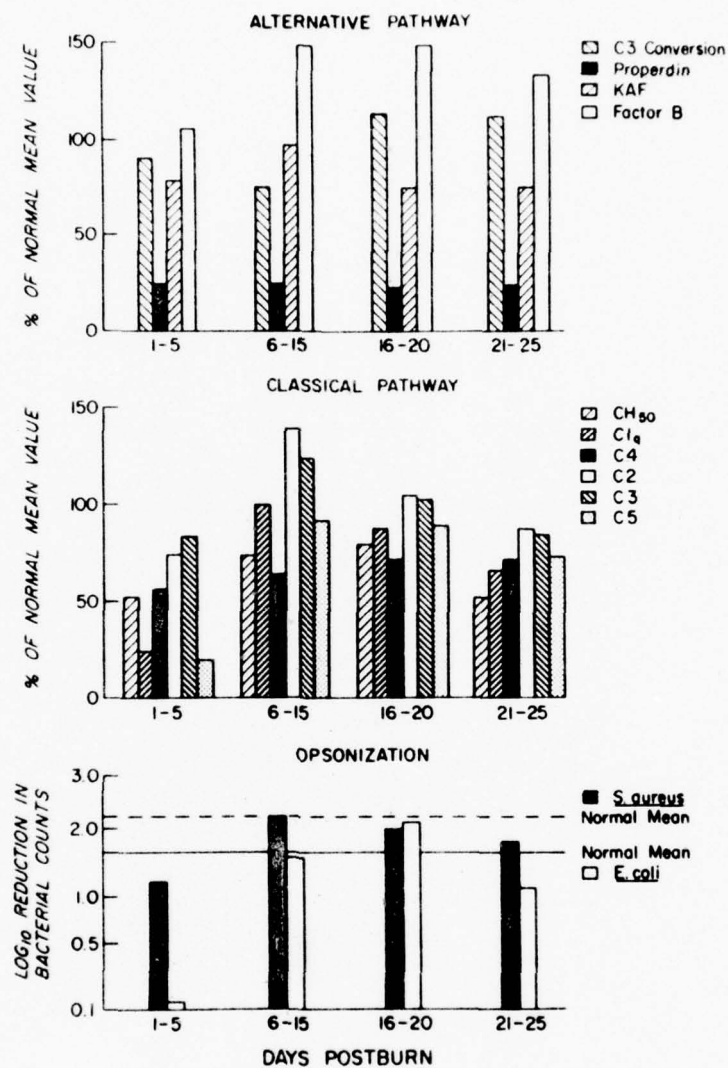 ALTERNATIVE PATHWAY
% OF NORMAL MEAN VALUE
150
100
50
0
C3 Conversion
Properdin
KAF
Factor B
1-5
6-15
16-20
21-25
CLASSICAL PATHWAY
% OF NORMAL MEAN VALUE
150
100
50
0
CH50
C1q
C4
C2
C3
C5
1-5
6-15
16-20
21-25
OPSONIZATION
LOG10 REDUCTION IN
BACTERIAL COUNTS
3.0
2.0
1.0
0.5
0.1
S. aureus
Normal Mean
Normal Mean
E. coli
1-5
6-15
16-20
21-25
DAYS POSTBURN